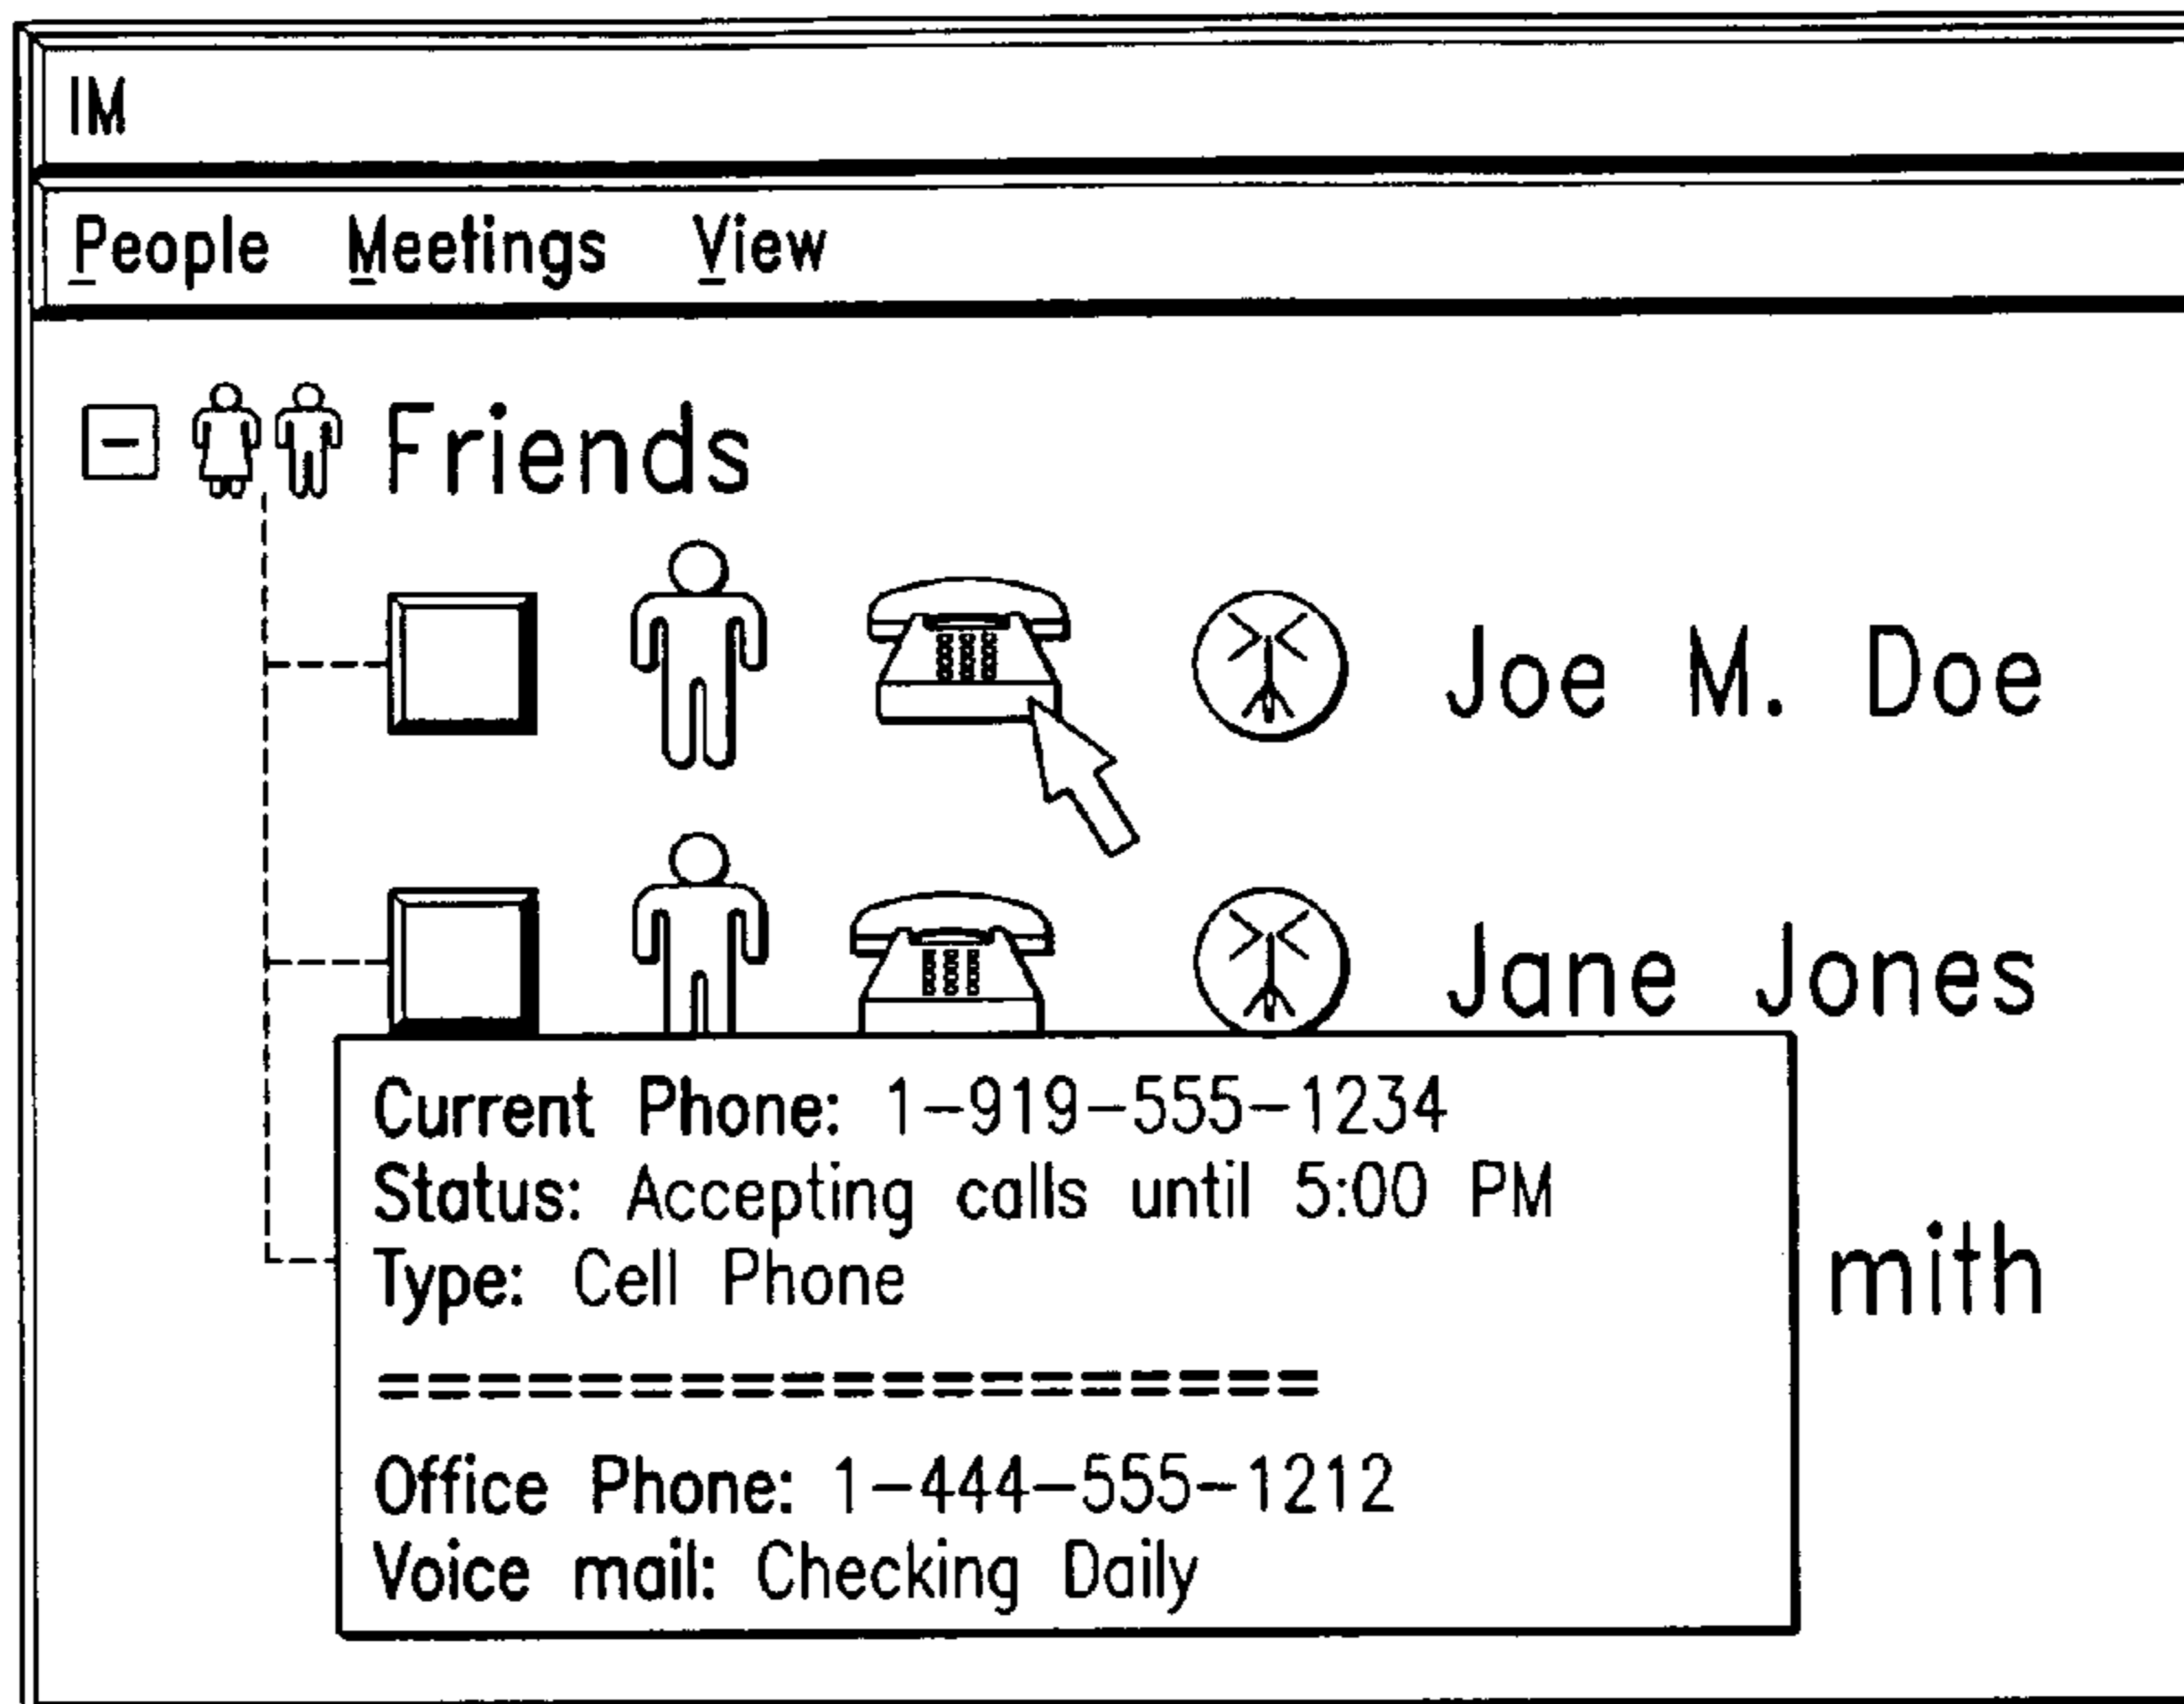 IM
People Meetings View
Friends
Joe M. Doe
Jane Jones
Current Phone: 1-919-555-1234
Status: Accepting calls until 5:00 PM
Type: Cell Phone
mith
===================
Office Phone: 1-444-555-1212
Voice mail: Checking Daily